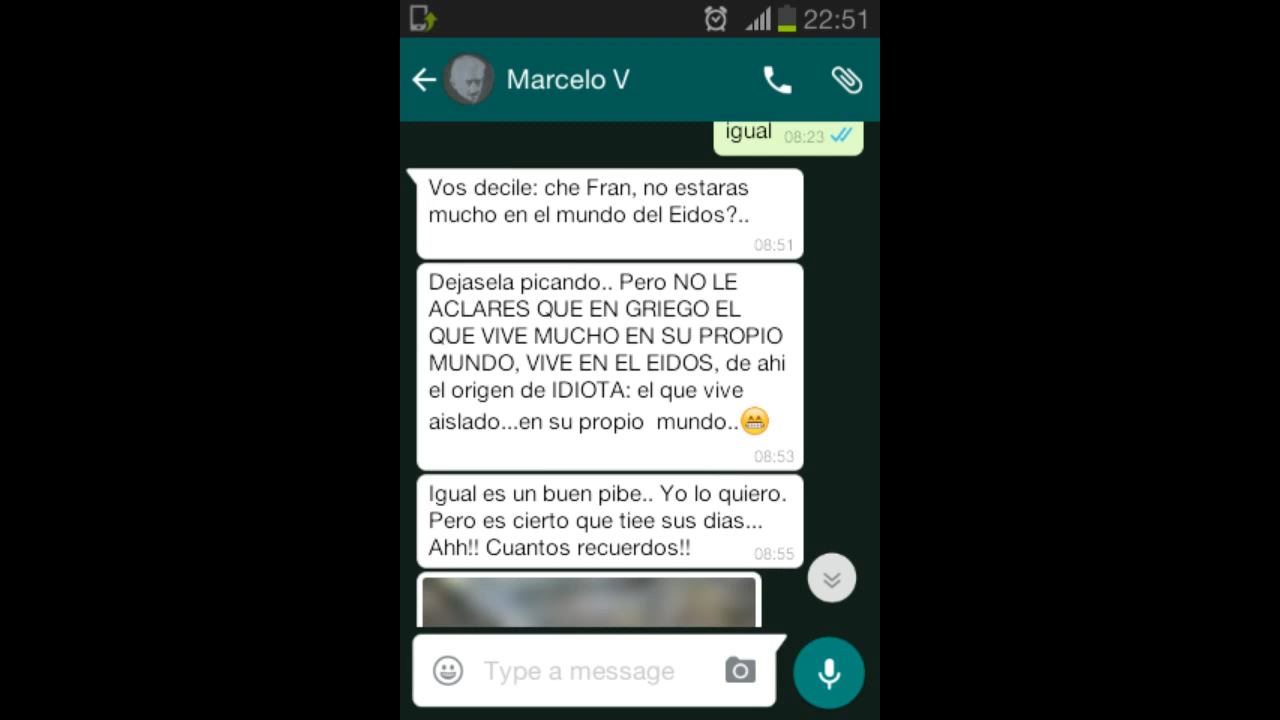 22:51
Marcelo V
igual 08:23
Vos decile: che Fran, no estaras
mucho en el mundo del Eidos?..
08:51
Dejasela picando.. Pero NO LE
ACLARES QUE EN GRIEGO EL
QUE VIVE MUCHO EN SU PROPIO
MUNDO, VIVE EN EL EIDOS, de ahi
el origen de IDIOTA: el que vive
aislado...en su propio mundo..😁
08:53
Igual es un buen pibe.. Yo lo quiero.
Pero es cierto que tiee sus dias...
Ahh!! Cuantos recuerdos!! 08:55
Type a message